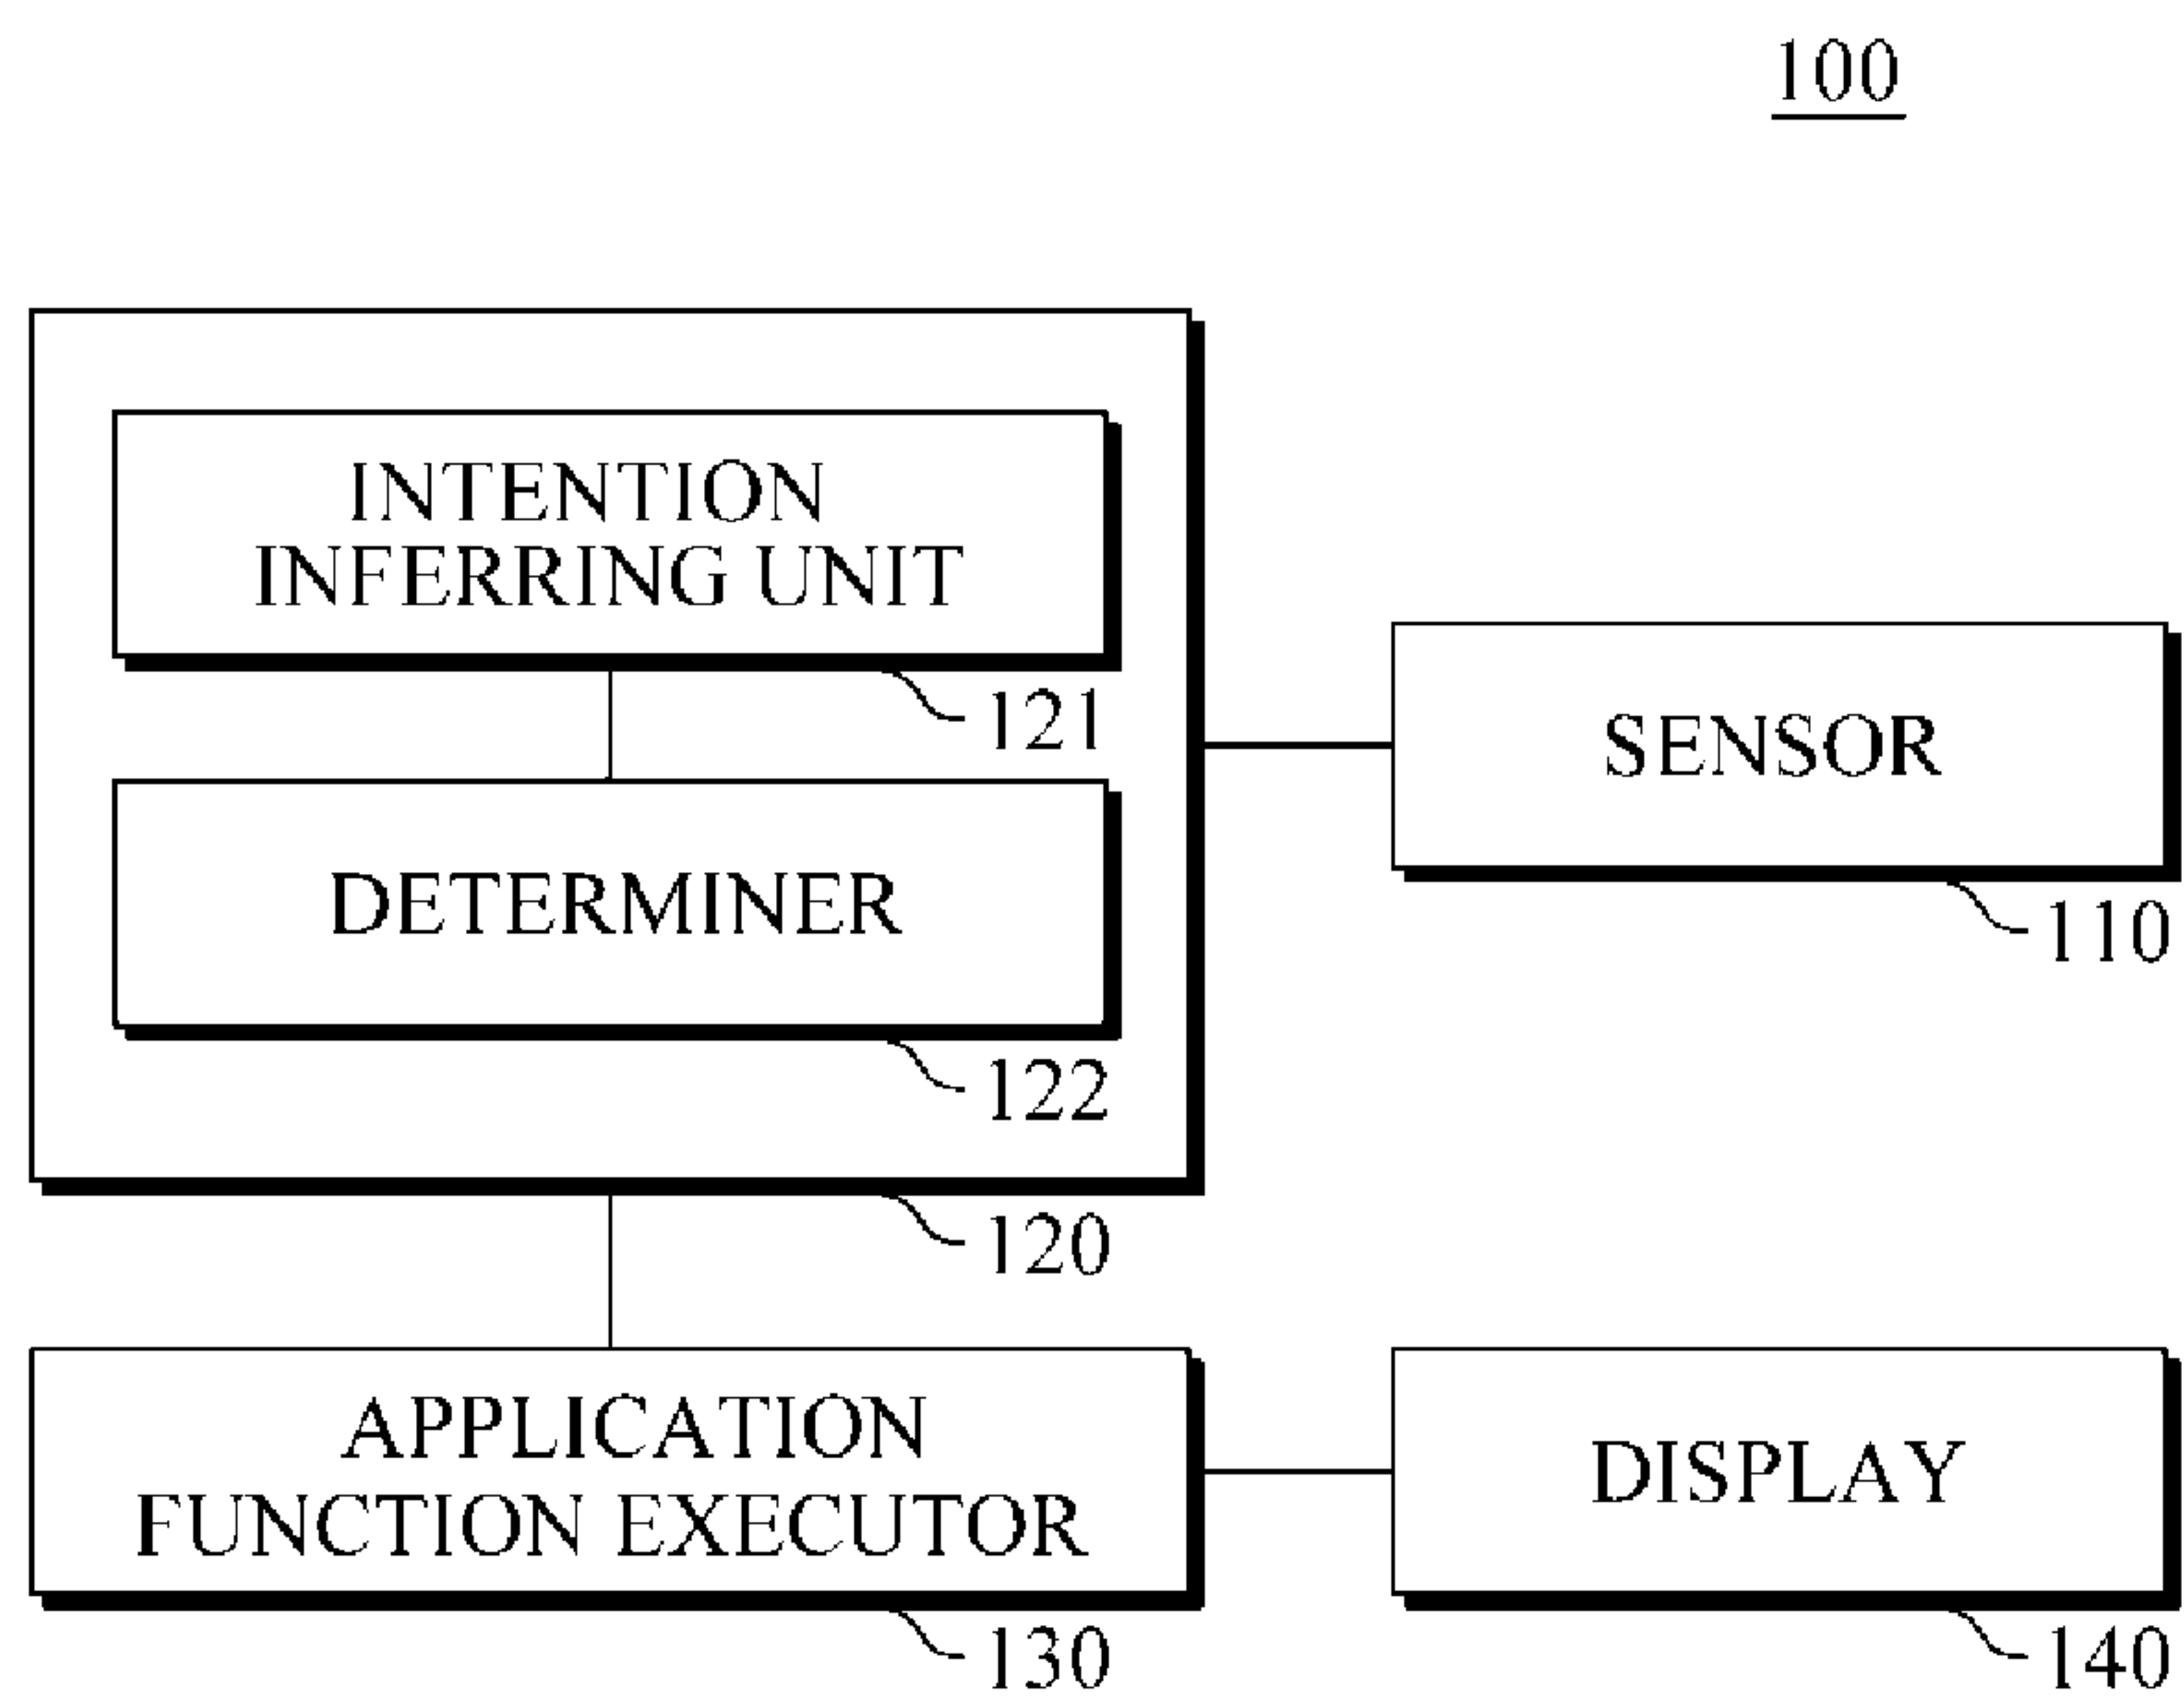 100
INTENTION
INFERRING UNIT
121
SENSOR
110
DETERMINER
122
120
APPLICATION
FUNCTION EXECUTOR
130
DISPLAY
140